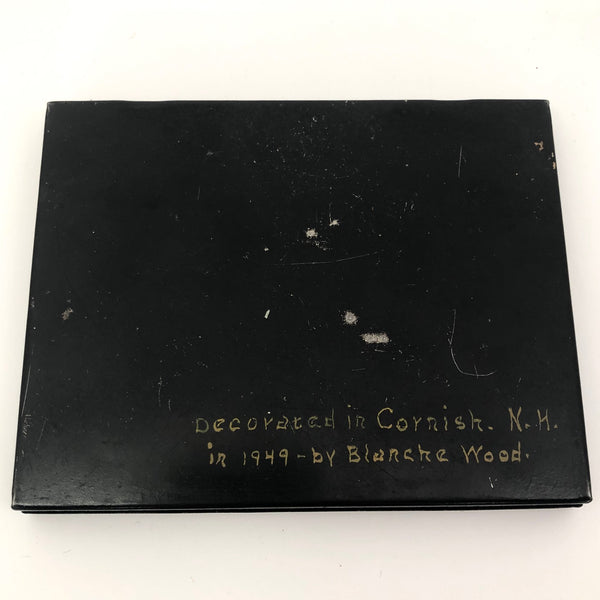 Decorated in Cornish. N.H.
in 1949 - by Blanche Wood.